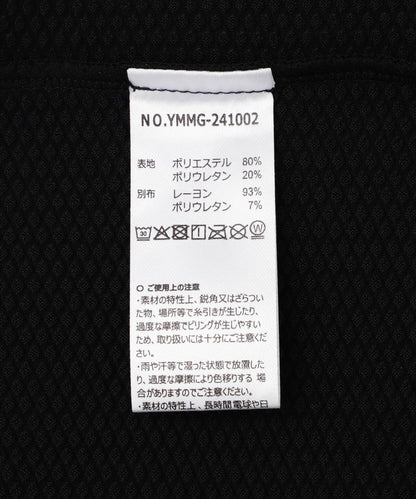 NO.YMMG-241002
表地 ポリエステル 80%
ポリウレタン 20%
別布 レーヨン 93%
ポリウレタン 7%
30 W
〇 ご使用上の注意
・素材の特性上、鋭角又はざらつい
た物、場所等で糸引が生じたり、
過度な摩擦でピリングが生じやすい
ため、取り扱いには十分にご注意くだ
さい。
・雨や汗等で湿った状態で放置した
り、過度な摩擦により色移りする 場
合がありますのでご注意ください。
・素材の特性上、長時間電球や日